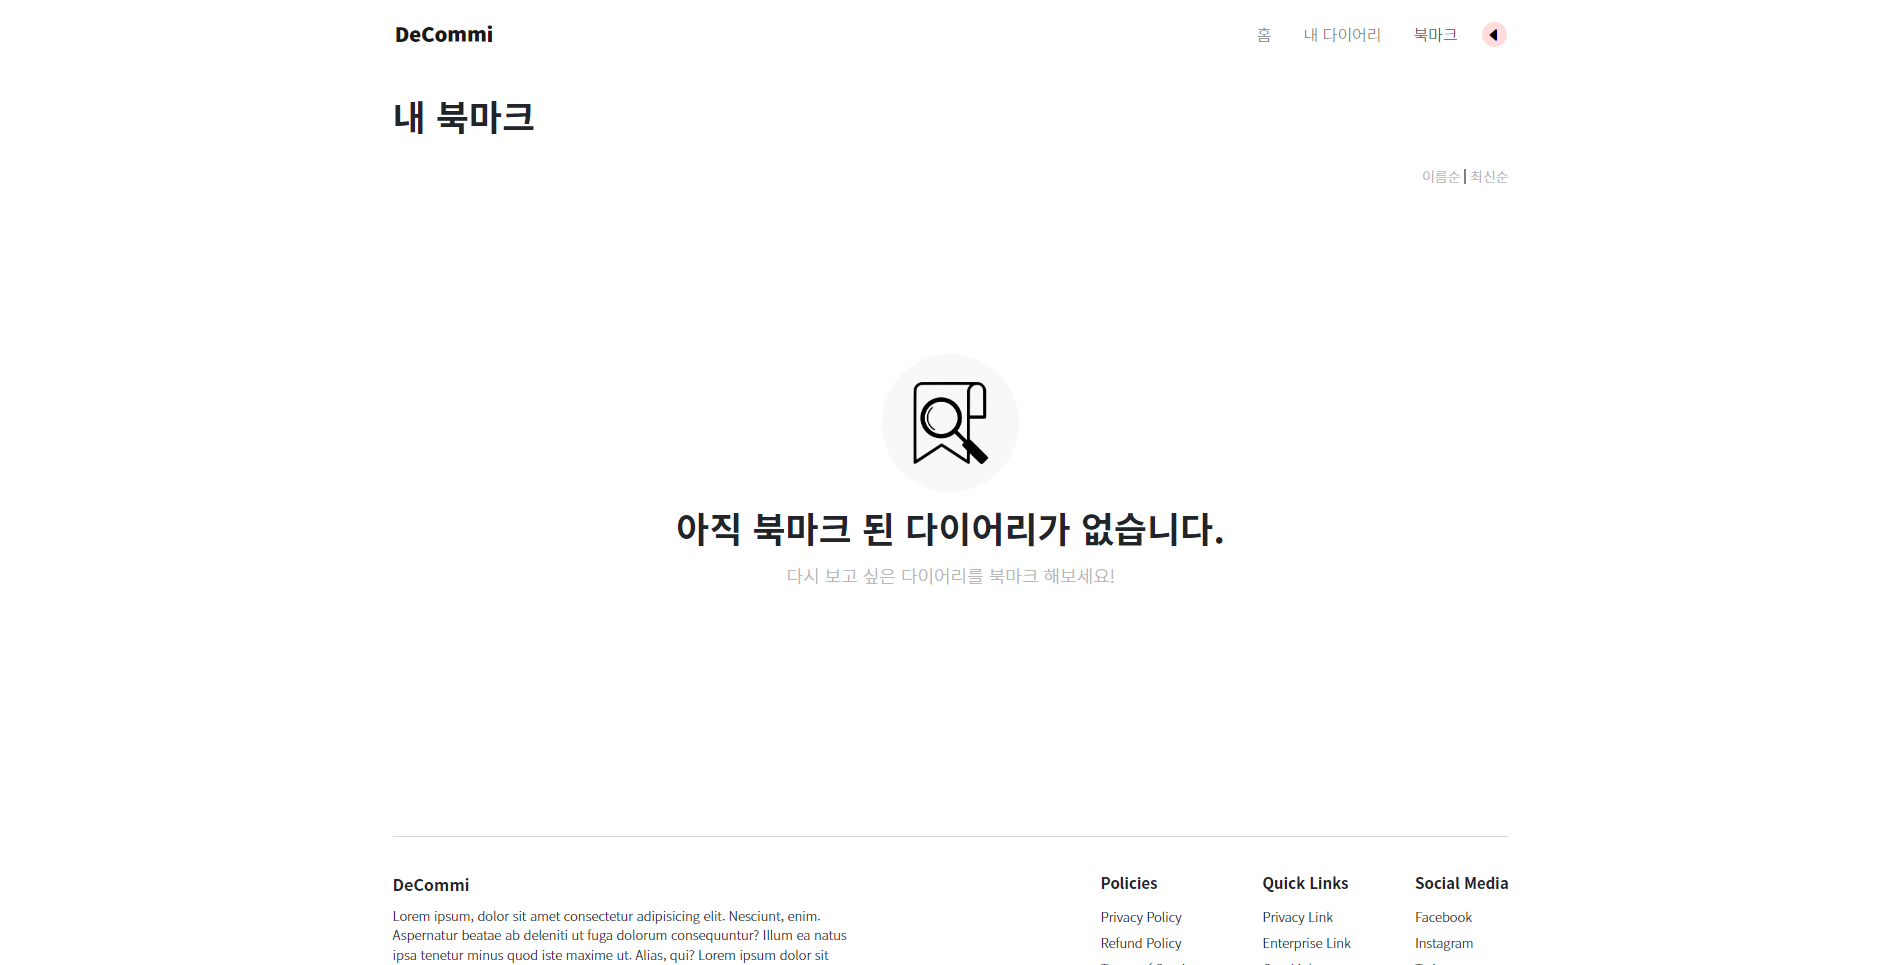 DeCommi
홈 내 다이어리 북마크
내 북마크
이름순 | 최신순
아직 북마크 된 다이어리가 없습니다.
다시 보고 싶은 다이어리를 북마크 해보세요!
DeCommi
Lorem ipsum, dolor sit amet consectetur adipisicing elit. Nesciunt, enim.
Aspernatur beatae ab deleniti ut fuga dolorum consequuntur? Illum ea natus
ipsa tenetur minus quod iste maxime ut. Alias, qui? Lorem ipsum dolor sit
Policies
Privacy Policy
Refund Policy
Quick Links
Privacy Link
Enterprise Link
Social Media
Facebook
Instagram